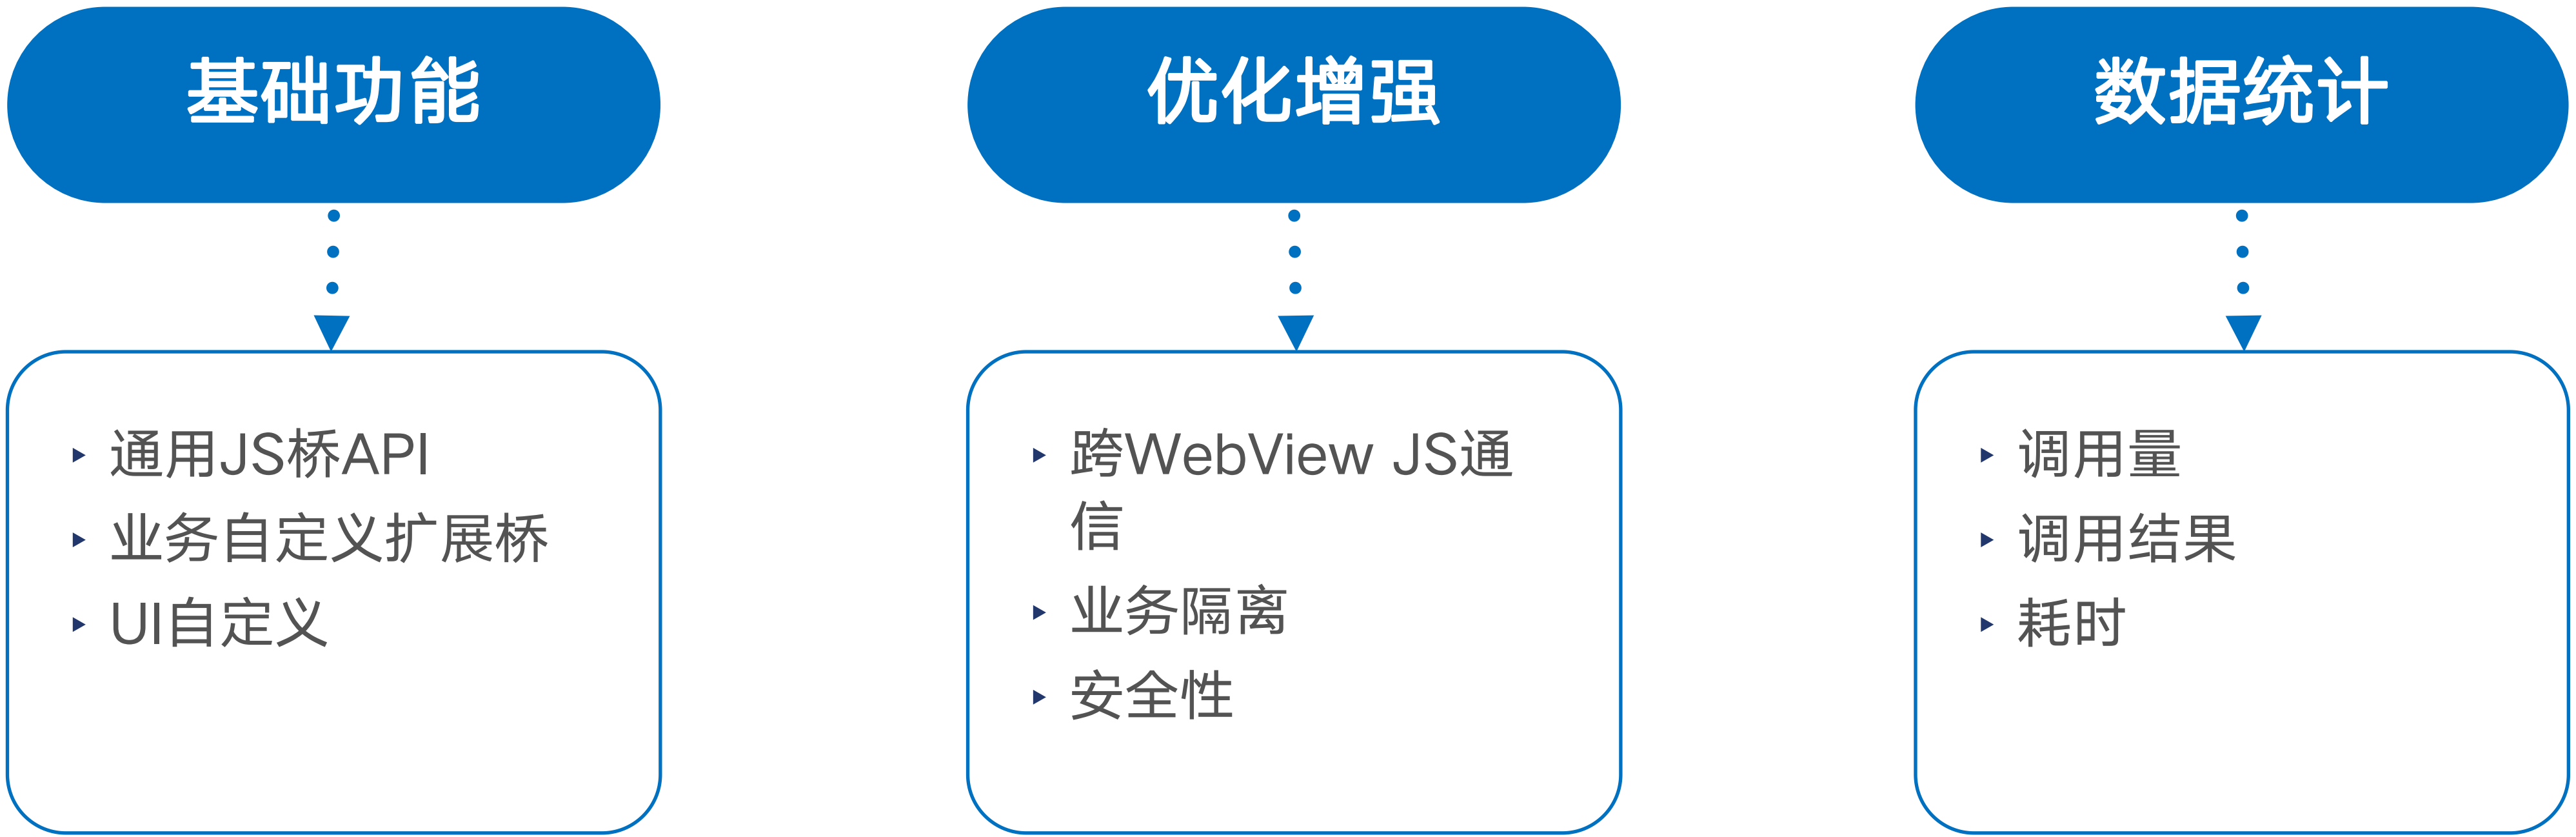 基础功能
通用JS桥API
业务自定义扩展桥
UI自定义
优化增强
跨WebView JS通
信
业务隔离
安全性
数据统计
调用量
调用结果
耗时